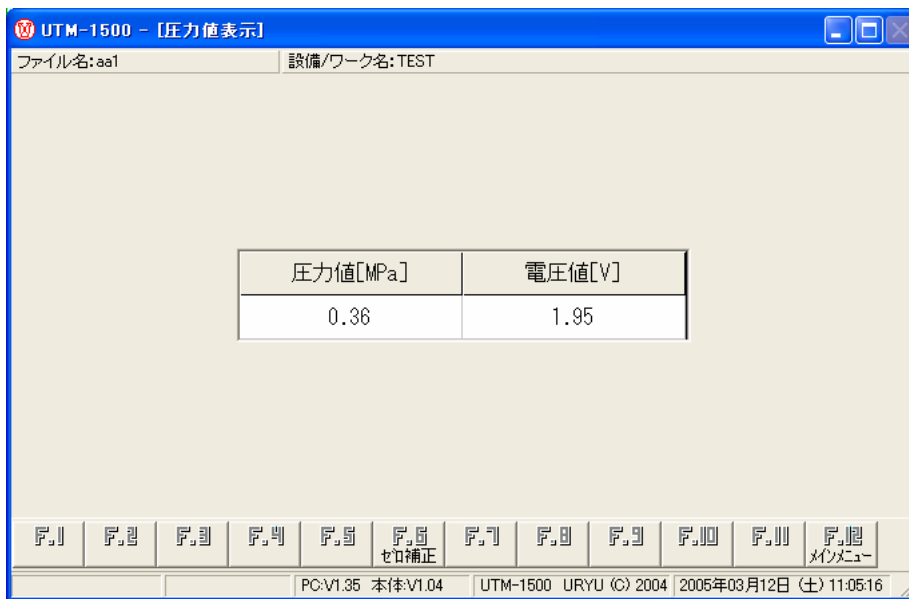 UTM-1500 - [圧力値表示]
ファイル名:aa1 設備/ワーク名:TEST
圧力値[MPa] 電圧値[V]
0.36 1.95
F.1 F.2 F.3 F.4 F.5 F.6 F.7 F.8 F.9 F.10 F.11 F.12
ｾﾞﾛ補正 ﾒｲﾝﾒﾆｭｰ
PC:V1.35 本体:V1.04 UTM-1500 URYU (C) 2004 2005年03月12日 (土) 11:05:16